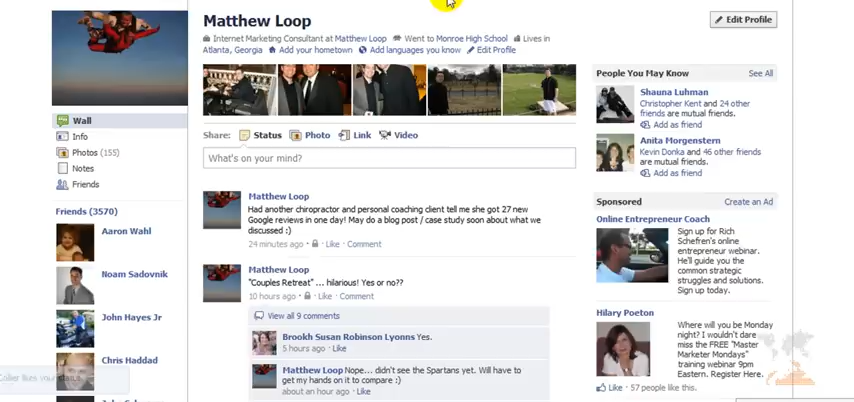 Matthew Loop
Edit Profile
Internet Marketing Consultant at Matthew Loop Went to Monroe High School Lives in
Atlanta, Georgia Add your hometown Add languages you know Edit Profile
Wall
Info
Photos (155)
Notes
Friends
Friends (3570)
Aaron Wahl
Noam Sadovnik
John Hayes Jr
Chris Haddad
likes your status
Share: Status Photo Link Video
What's on your mind?
Matthew Loop
Had another chiropractor and personal coaching client tell me she got 27 new
Google reviews in one day! May do a blog post / case study soon about what we
discussed :)
24 minutes ago · Like · Comment
Matthew Loop
"Couples Retreat" ... hilarious! Yes or no??
10 hours ago · Like · Comment
View all 9 comments
Brookh Susan Robinson Lyonns Yes.
5 hours ago · Like
Matthew Loop Nope... didn't see the Spartans yet. Will have to
get my hands on it to compare :)
about an hour ago · Like
People You May Know See All
Shauna Luhman
Christopher Kent and 24 other
friends are mutual friends.
Add as friend
Anita Morgenstern
Kevin Donka and 46 other friends
are mutual friends.
Add as friend
Sponsored Create an Ad
Online Entrepreneur Coach
Sign up for Rich
Schefren's online
entrepreneur webinar.
He'll guide you the
common strategic
struggles and solutions.
Sign up today.
Hilary Poeton
Where will you be Monday
night? I wouldn't dare
miss the FREE "Master
Marketer Mondays"
training webinar 9pm
Eastern. Register Here.
Like · 57 people like this.